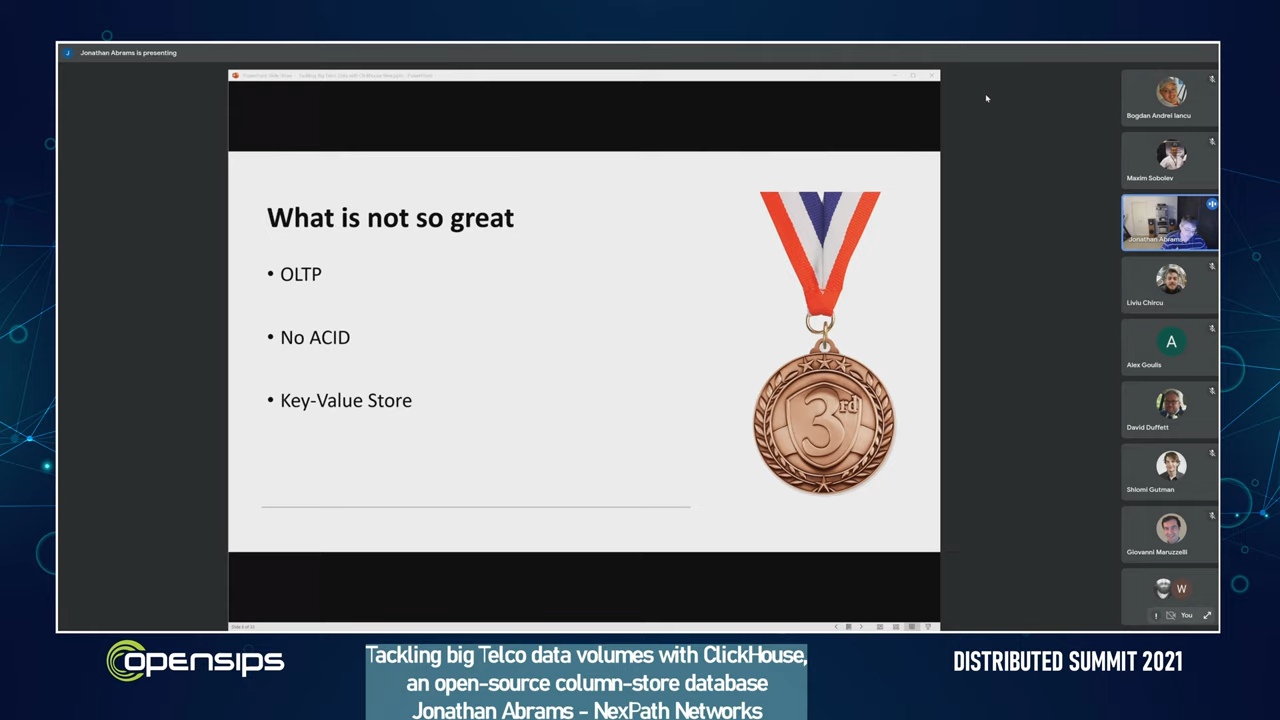 Jonathan Abrams is presenting
Bogdan Andrei Iancu
Maxim Sobolev
What is not so great
• OLTP
• No ACID
• Key-Value Store
3rd
Jonathan Abrams
Liviu Chircu
A
Alex Goulis
David Duffett
Shlomi Gutman
Giovanni Maruzzelli
W
You
OPENSIPS
Tackling big Telco data volumes with ClickHouse,
an open-source column-store database
Jonathan Abrams - NexPath Networks
DISTRIBUTED SUMMIT 2021